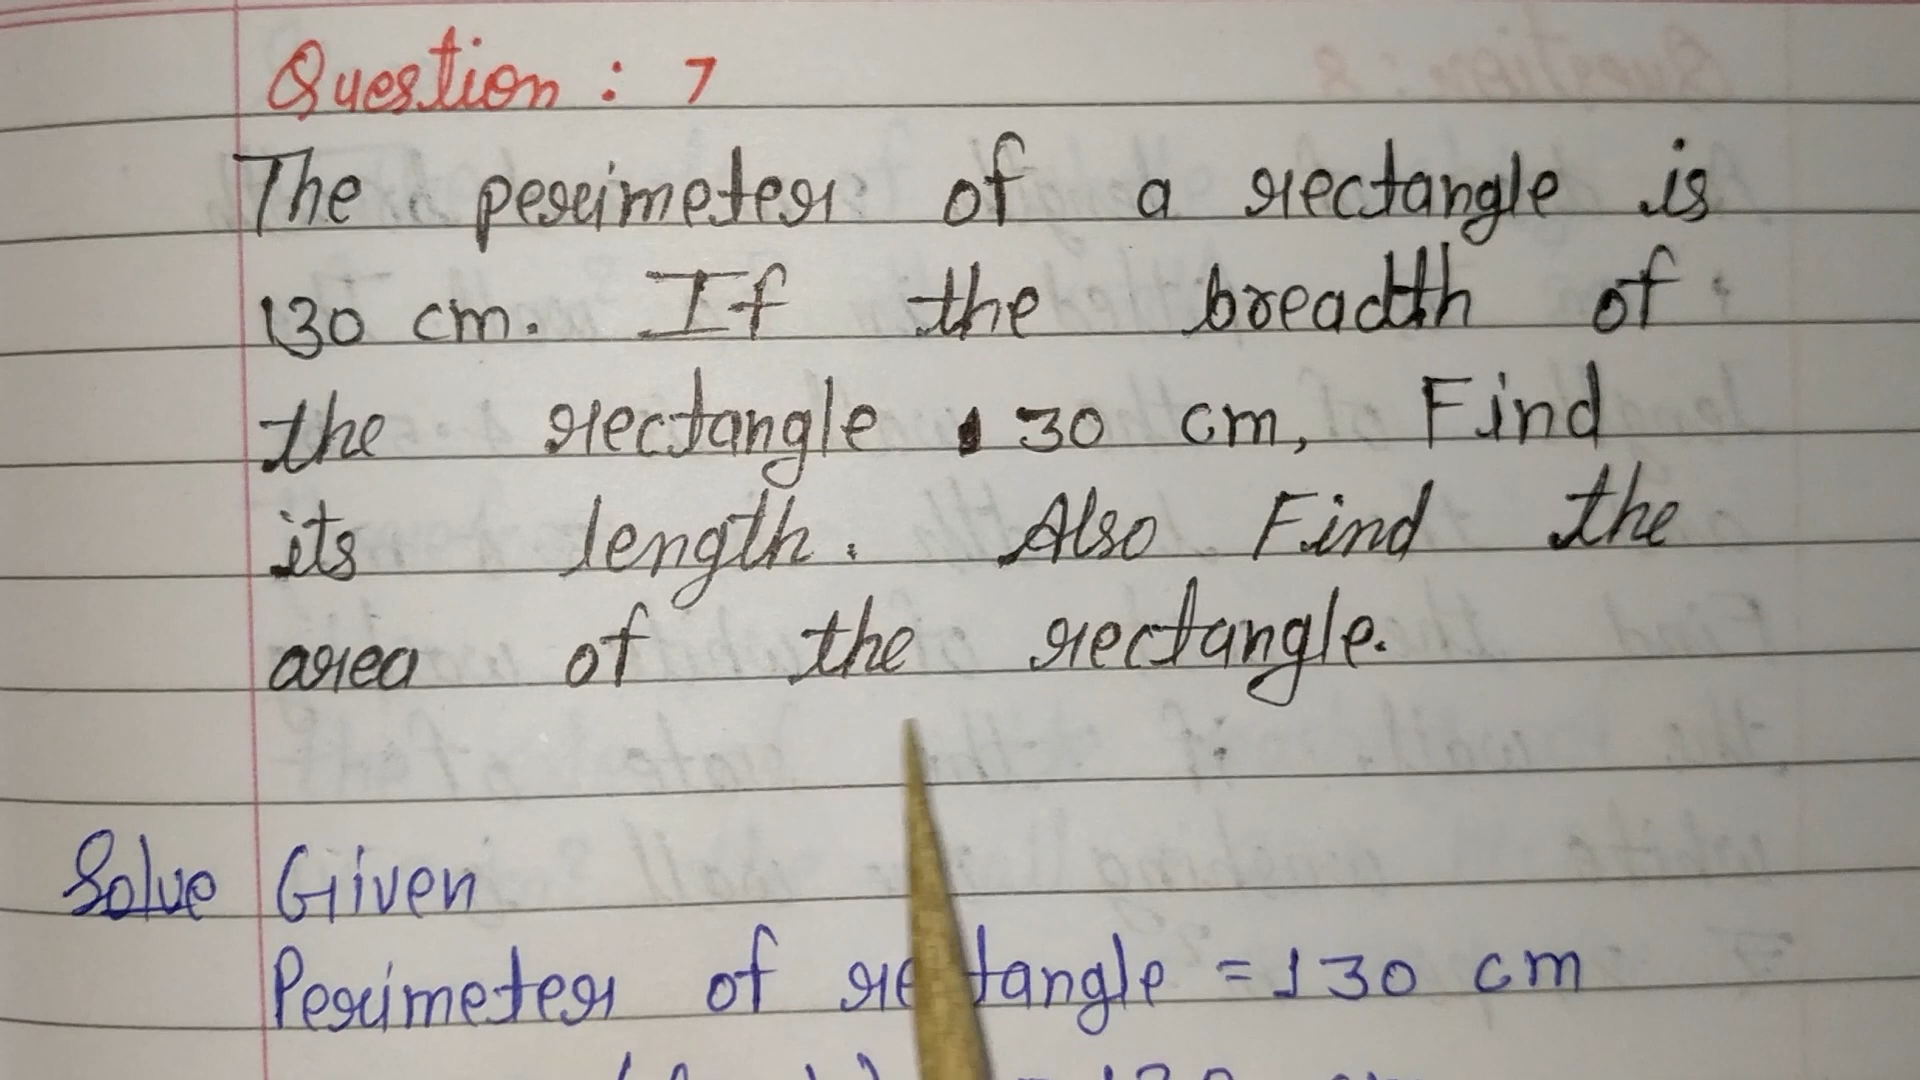 Question : 7
The perimeter of a rectangle is
130 cm. If the breadth of
the rectangle 30 cm, Find
its length. Also Find the
area of the rectangle.
Solve Given
Perimeter of rectangle = 130 cm